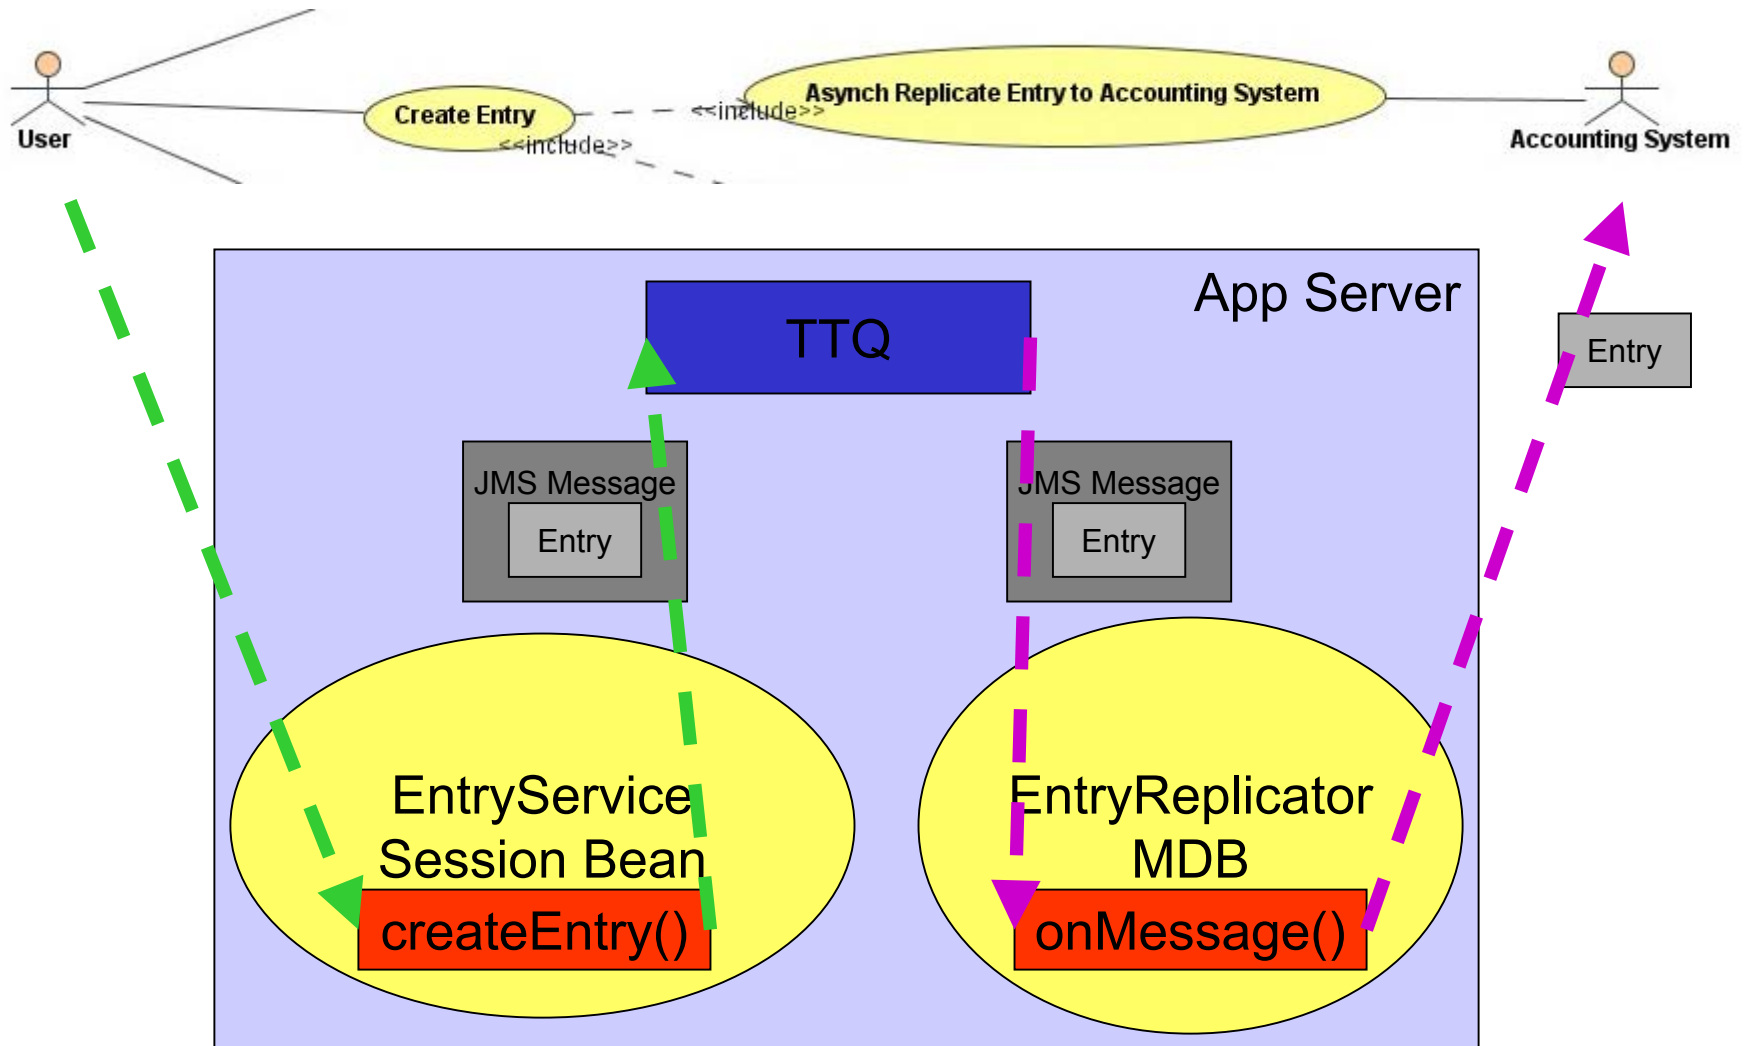 Asynch Replicate Entry to Accounting System
Create Entry
<<include>>
<<include>>
User
Accounting System
App Server
TTQ
Entry
JMS Message
Entry
JMS Message
Entry
EntryService
Session Bean
createEntry()
EntryReplicator
MDB
onMessage()